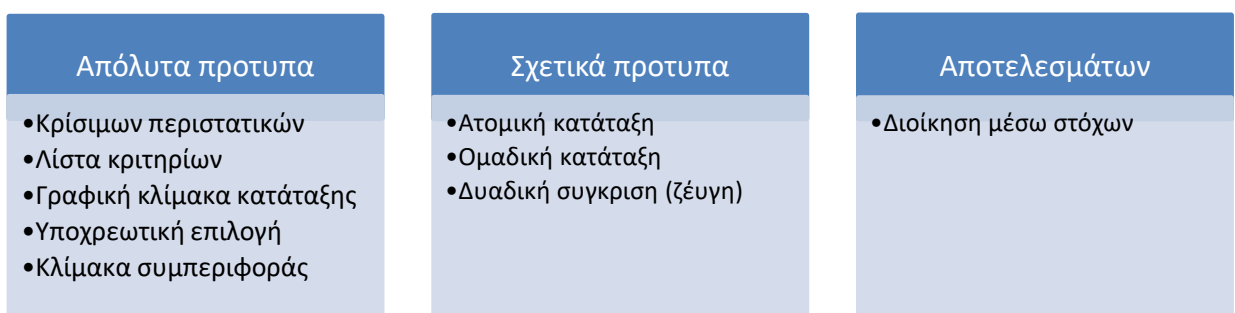 Απόλυτα προτυπα
•Κρίσιμων περιστατικών
•Λίστα κριτηρίων
•Γραφική κλίμακα κατάταξης
•Υποχρεωτική επιλογή
•Κλίμακα συμπεριφοράς
Σχετικά προτυπα
•Ατομική κατάταξη
•Ομαδική κατάταξη
•Δυαδική συγκριση (ζέυγη)
Αποτελεσμάτων
•Διοίκηση μέσω στόχων